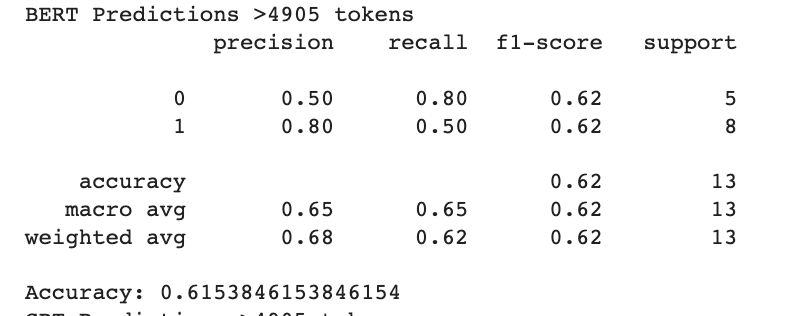 BERT Predictions >4905 tokens
precision recall f1-score support
0 0.50 0.80 0.62 5
1 0.80 0.50 0.62 8
accuracy 0.62 13
macro avg 0.65 0.65 0.62 13
weighted avg 0.68 0.62 0.62 13
Accuracy: 0.6153846153846154